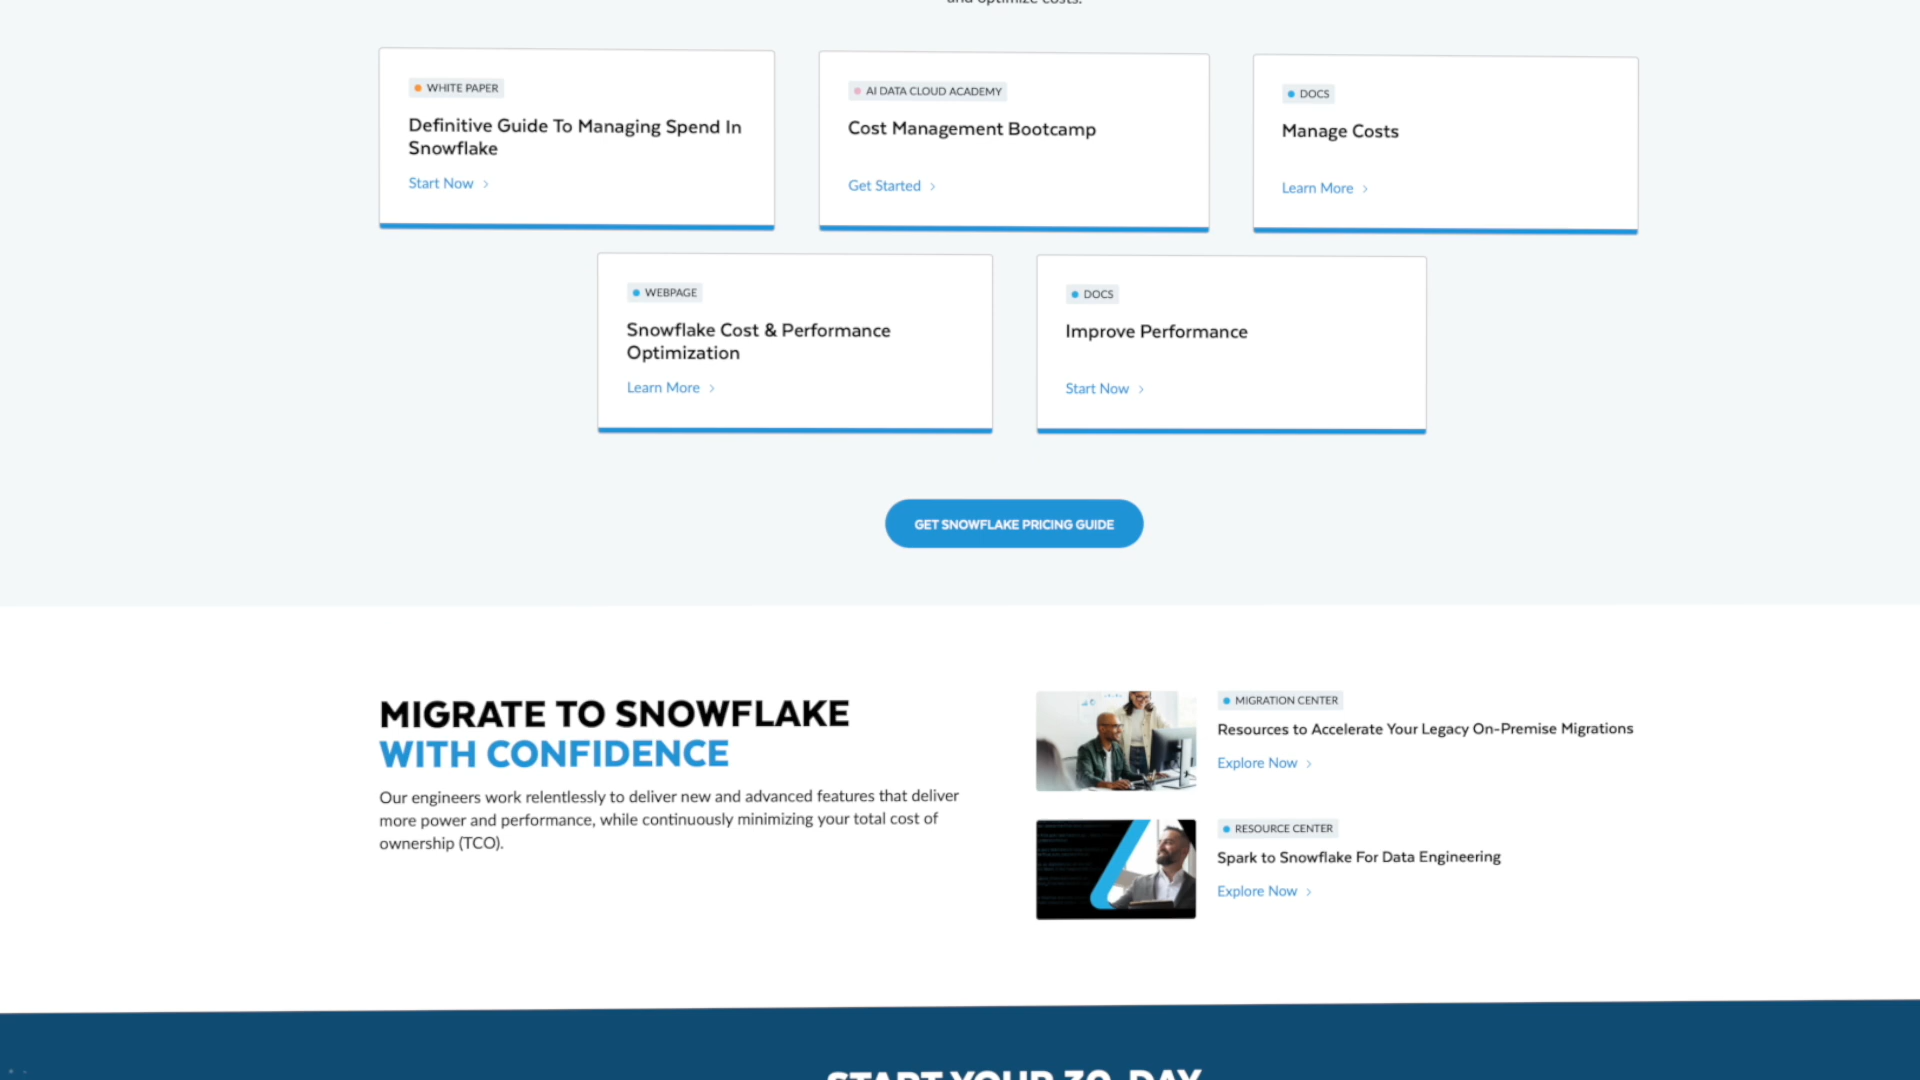 and optimize costs.
WHITE PAPER
Definitive Guide To Managing Spend In
Snowflake
Start Now
AI DATA CLOUD ACADEMY
Cost Management Bootcamp
Get Started
DOCS
Manage Costs
Learn More
WEBPAGE
Snowflake Cost & Performance
Optimization
Learn More
DOCS
Improve Performance
Start Now
GET SNOWFLAKE PRICING GUIDE
MIGRATE TO SNOWFLAKE
WITH CONFIDENCE
Our engineers work relentlessly to deliver new and advanced features that deliver
more power and performance, while continuously minimizing your total cost of
ownership (TCO).
MIGRATION CENTER
Resources to Accelerate Your Legacy On-Premise Migrations
Explore Now
RESOURCE CENTER
Spark to Snowflake For Data Engineering
Explore Now
START YOUR 30-DAY